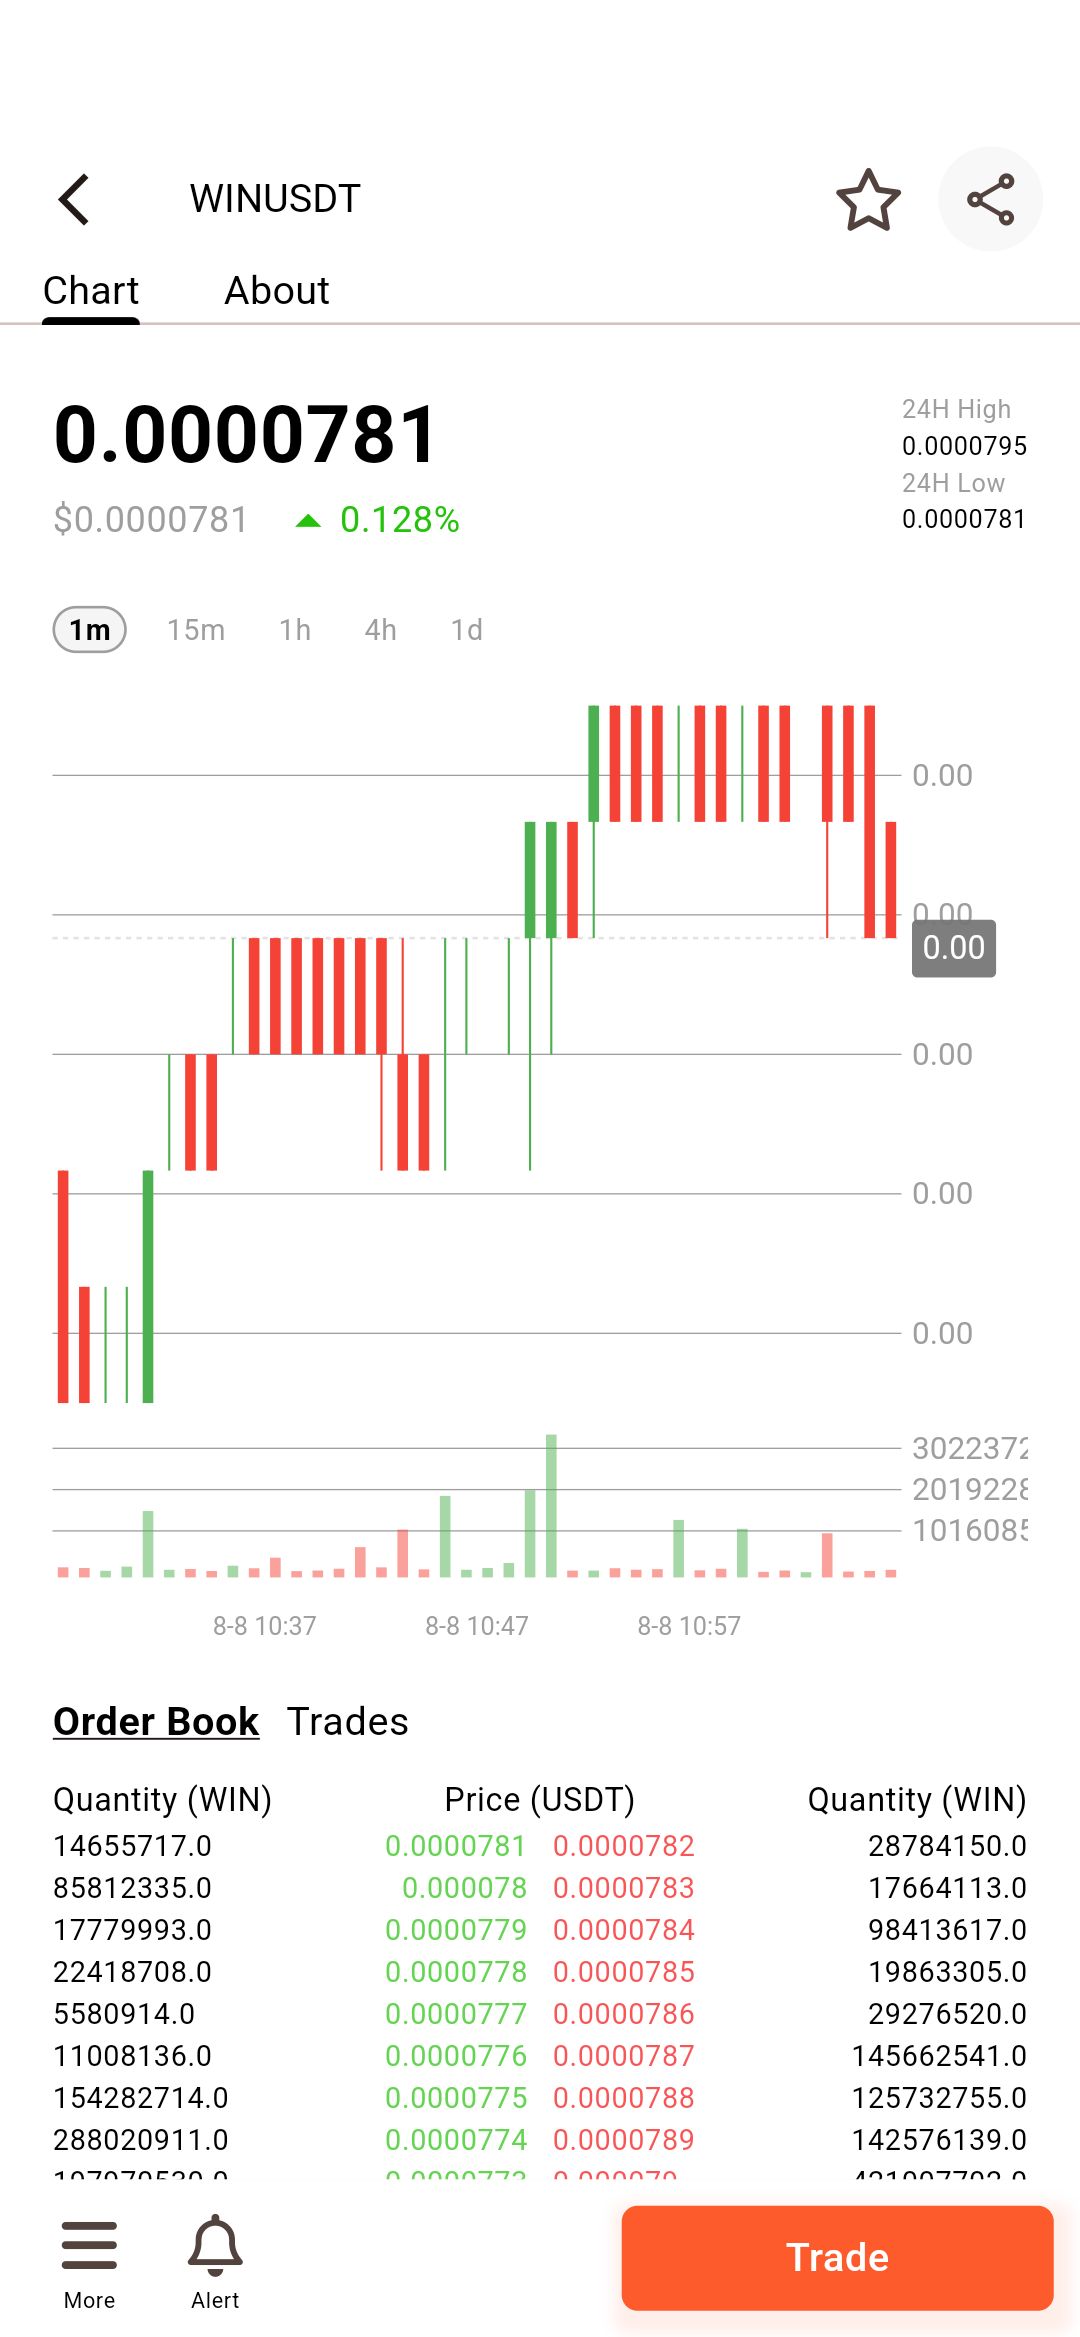 WINUSDT
Chart About
0.0000781
$0.0000781 0.128%
24H High
0.0000795
24H Low
0.0000781
1m 15m 1h 4h 1d
0.00
0.00
0.00
0.00
0.00
0.00
3022372
2019228
1016085
8-8 10:37 8-8 10:47 8-8 10:57
Order Book Trades
Quantity (WIN) Price (USDT) Quantity (WIN)
14655717.0 0.0000781 0.0000782 28784150.0
85812335.0 0.000078 0.0000783 17664113.0
17779993.0 0.0000779 0.0000784 98413617.0
22418708.0 0.0000778 0.0000785 19863305.0
5580914.0 0.0000777 0.0000786 29276520.0
11008136.0 0.0000776 0.0000787 145662541.0
154282714.0 0.0000775 0.0000788 125732755.0
288020911.0 0.0000774 0.0000789 142576139.0
More Alert Trade